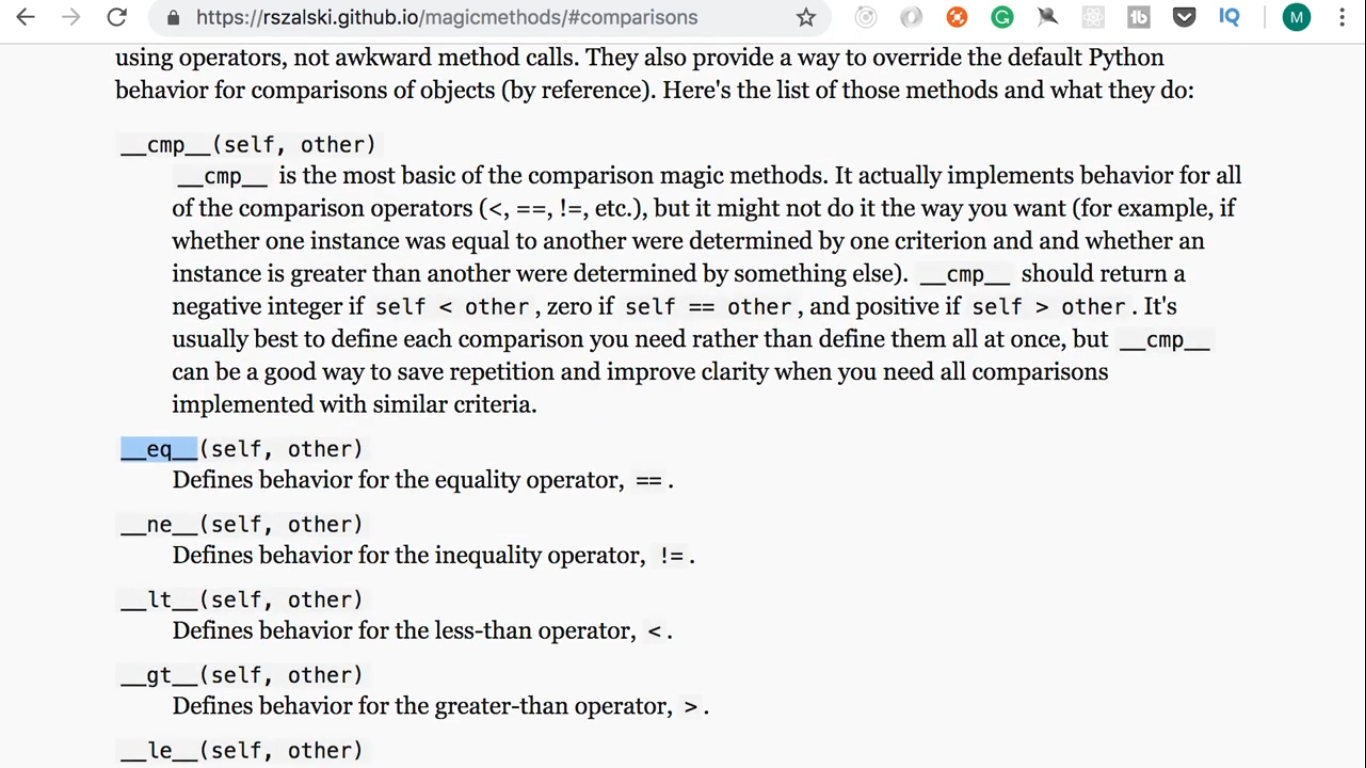 https://rszalski.github.io/magicmethods/#comparisons
G
tb
IQ
M
using operators, not awkward method calls. They also provide a way to override the default Python
behavior for comparisons of objects (by reference). Here's the list of those methods and what they do:
__cmp__(self, other)
__cmp__ is the most basic of the comparison magic methods. It actually implements behavior for all
of the comparison operators (<, ==, !=, etc.), but it might not do it the way you want (for example, if
whether one instance was equal to another were determined by one criterion and and whether an
instance is greater than another were determined by something else). __cmp__ should return a
negative integer if self < other, zero if self == other, and positive if self > other. It's
usually best to define each comparison you need rather than define them all at once, but __cmp__
can be a good way to save repetition and improve clarity when you need all comparisons
implemented with similar criteria.
__eq__(self, other)
Defines behavior for the equality operator, ==.
__ne__(self, other)
Defines behavior for the inequality operator, !=.
__lt__(self, other)
Defines behavior for the less-than operator, <.
__gt__(self, other)
Defines behavior for the greater-than operator, >.
__le__(self, other)